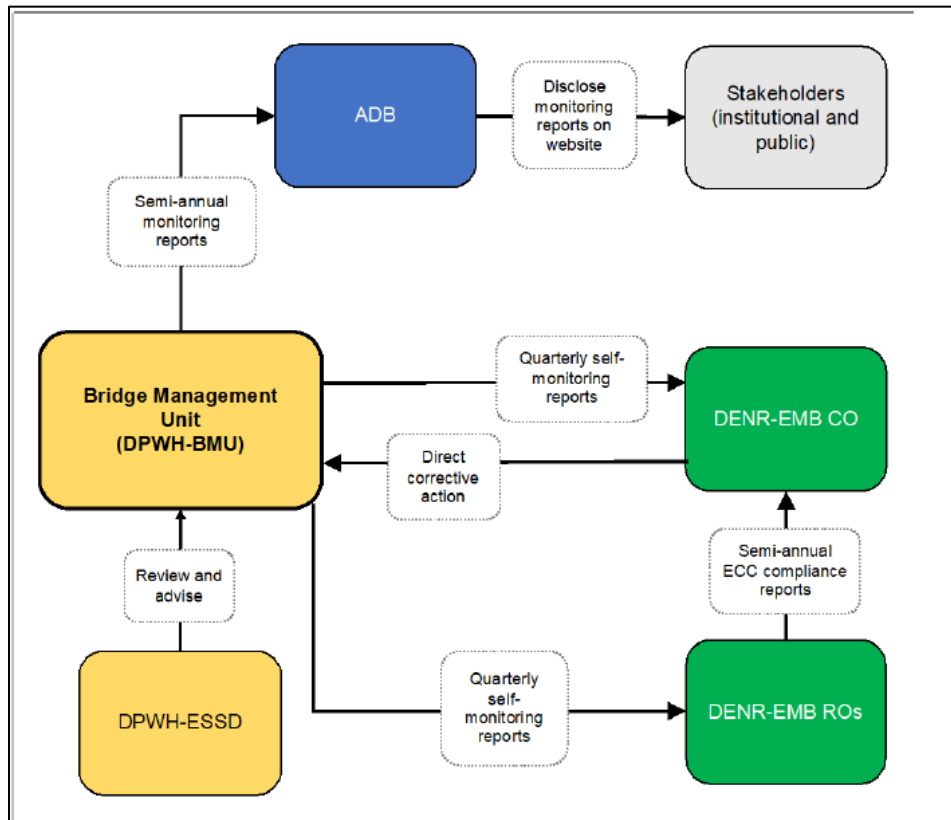 ADB
Disclose
monitoring
reports on
website
Stakeholders
(institutional and
public)
Semi-annual
monitoring
reports
Bridge Management
Unit
(DPWH-BMU)
Quarterly self-
monitoring
reports
DENR-EMB CO
Direct
corrective
action
Review and
advise
Semi-annual
ECC compliance
reports
DPWH-ESSD
Quarterly
self-
monitoring
reports
DENR-EMB ROs